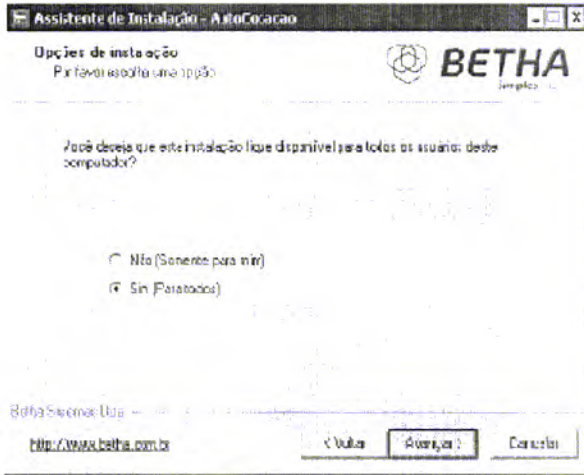 Assistente de Instalação - AutoCotacao
Opções de instalação
Por favor escolha uma opção
BETHA
Você deseja que esta instalação fique disponível para todos os usuários deste
computador?
Não (Somente para mim)
Sim (Para todos)
Betha Sistemas Ltda
http://www.betha.com.br
< Voltar
Avançar >
Cancelar